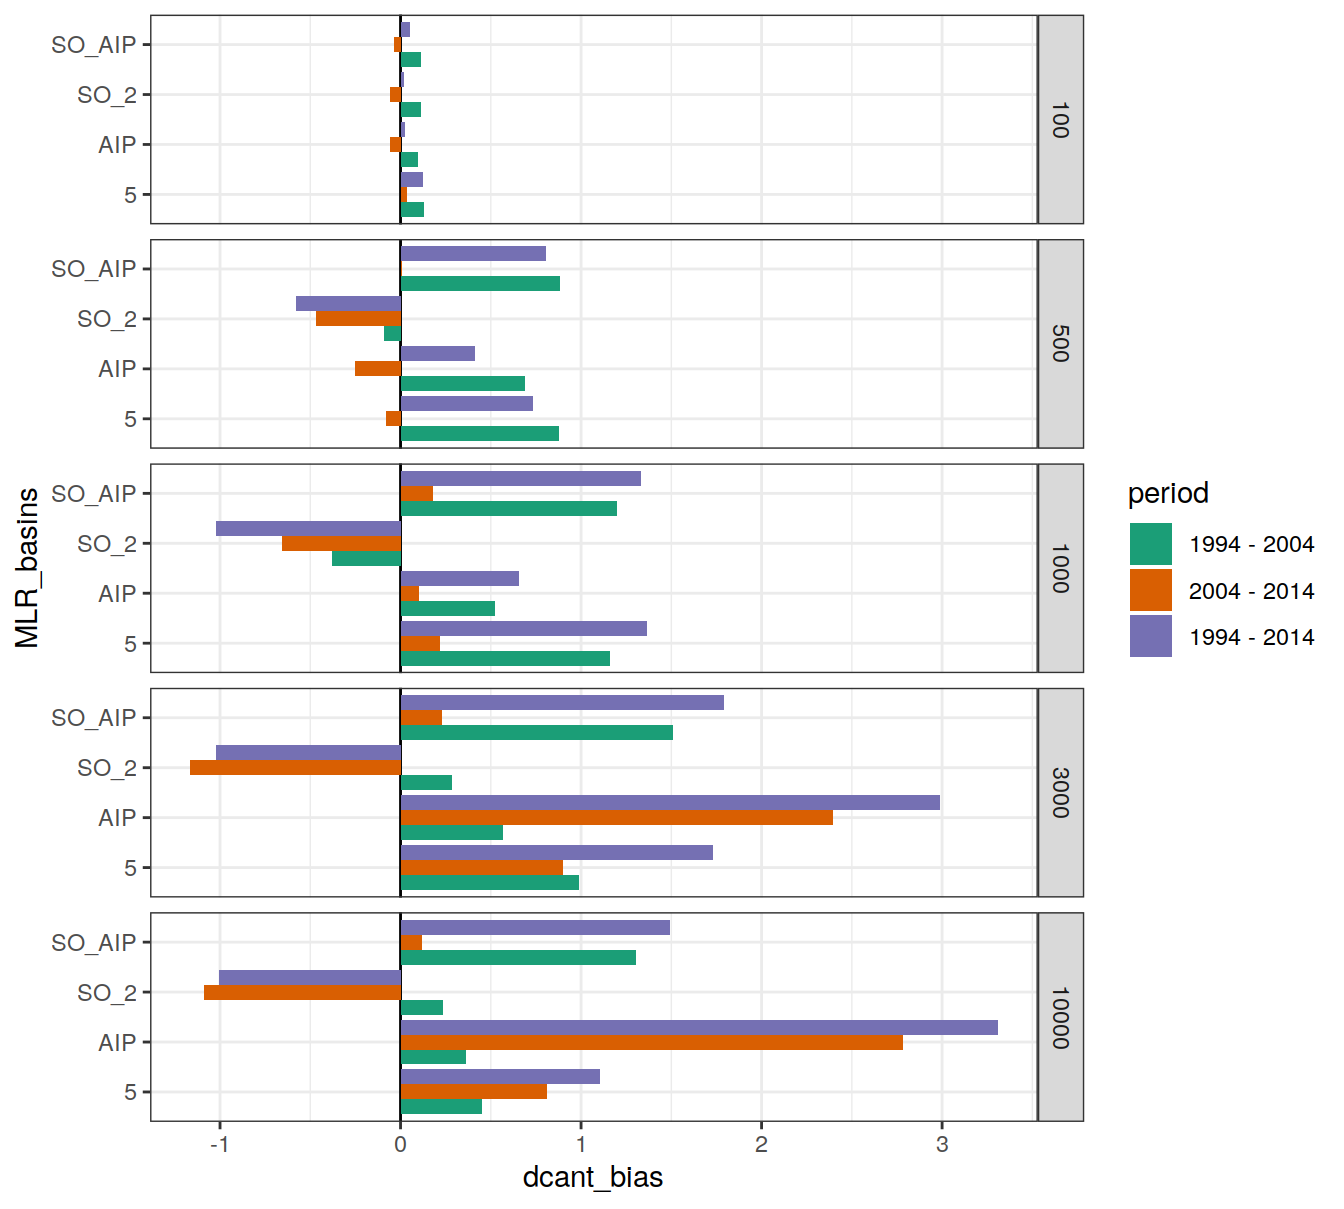 SO_AIP
SO_2
AIP
5
100
SO_AIP
SO_2
AIP
5
500
SO_AIP
SO_2
AIP
5
1000
SO_AIP
SO_2
AIP
5
3000
SO_AIP
SO_2
AIP
5
10000
-1 0 1 2 3
dcant_bias
MLR_basins
period
1994 - 2004
2004 - 2014
1994 - 2014